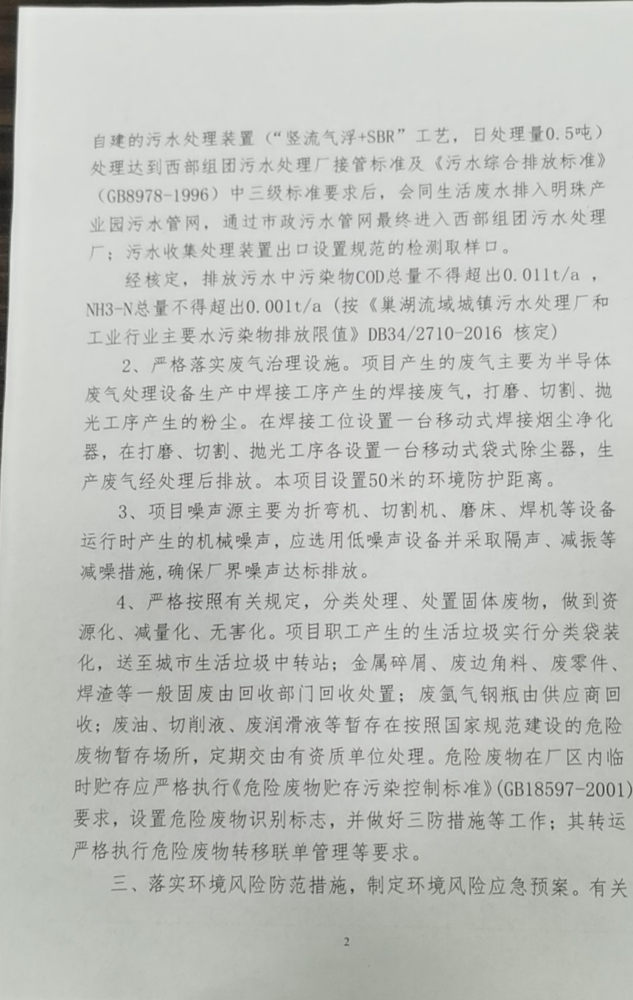 自建的污水处理装置（“竖流气浮+SBR”工艺，日处理量0.5吨）
处理达到西部组团污水处理厂接管标准及《污水综合排放标准》
（GB8978-1996）中三级标准要求后，会同生活废水排入明珠产
业园污水管网，通过市政污水管网最终进入西部组团污水处理
厂；污水收集处理装置出口设置规范的检测取样口。
经核定，排放污水中污染物COD总量不得超出0.011t/a，
NH3-N总量不得超出0.001t/a (按《巢湖流域城镇污水处理厂和
工业行业主要水污染物排放限值》DB34/2710-2016 核定)
2、严格落实废气治理设施。项目产生的废气主要为半导体
废气处理设备生产中焊接工序产生的焊接废气，打磨、切割、抛
光工序产生的粉尘。在焊接工位设置一台移动式焊接烟尘净化
器，在打磨、切割、抛光工序各设置一台移动式袋式除尘器，生
产废气经处理后排放。本项目设置50米的环境防护距离。
3、项目噪声源主要为折弯机、切割机、磨床、焊机等设备
运行时产生的机械噪声，应选用低噪声设备并采取隔声、减振等
减噪措施,确保厂界噪声达标排放。
4、严格按照有关规定，分类处理、处置固体废物，做到资
源化、减量化、无害化。项目职工产生的生活垃圾实行分类袋装
化，送至城市生活垃圾中转站；金属碎屑、废边角料、废零件、
焊渣等一般固废由回收部门回收处置；废氩气钢瓶由供应商回
收；废油、切削液、废润滑液等暂存在按照国家规范建设的危险
废物暂存场所，定期交由有资质单位处理。危险废物在厂区内临
时贮存应严格执行《危险废物贮存污染控制标准》(GB18597-2001)
要求，设置危险废物识别标志，并做好三防措施等工作；其转运
严格执行危险废物转移联单管理等要求。
三、落实环境风险防范措施，制定环境风险应急预案。有关
2